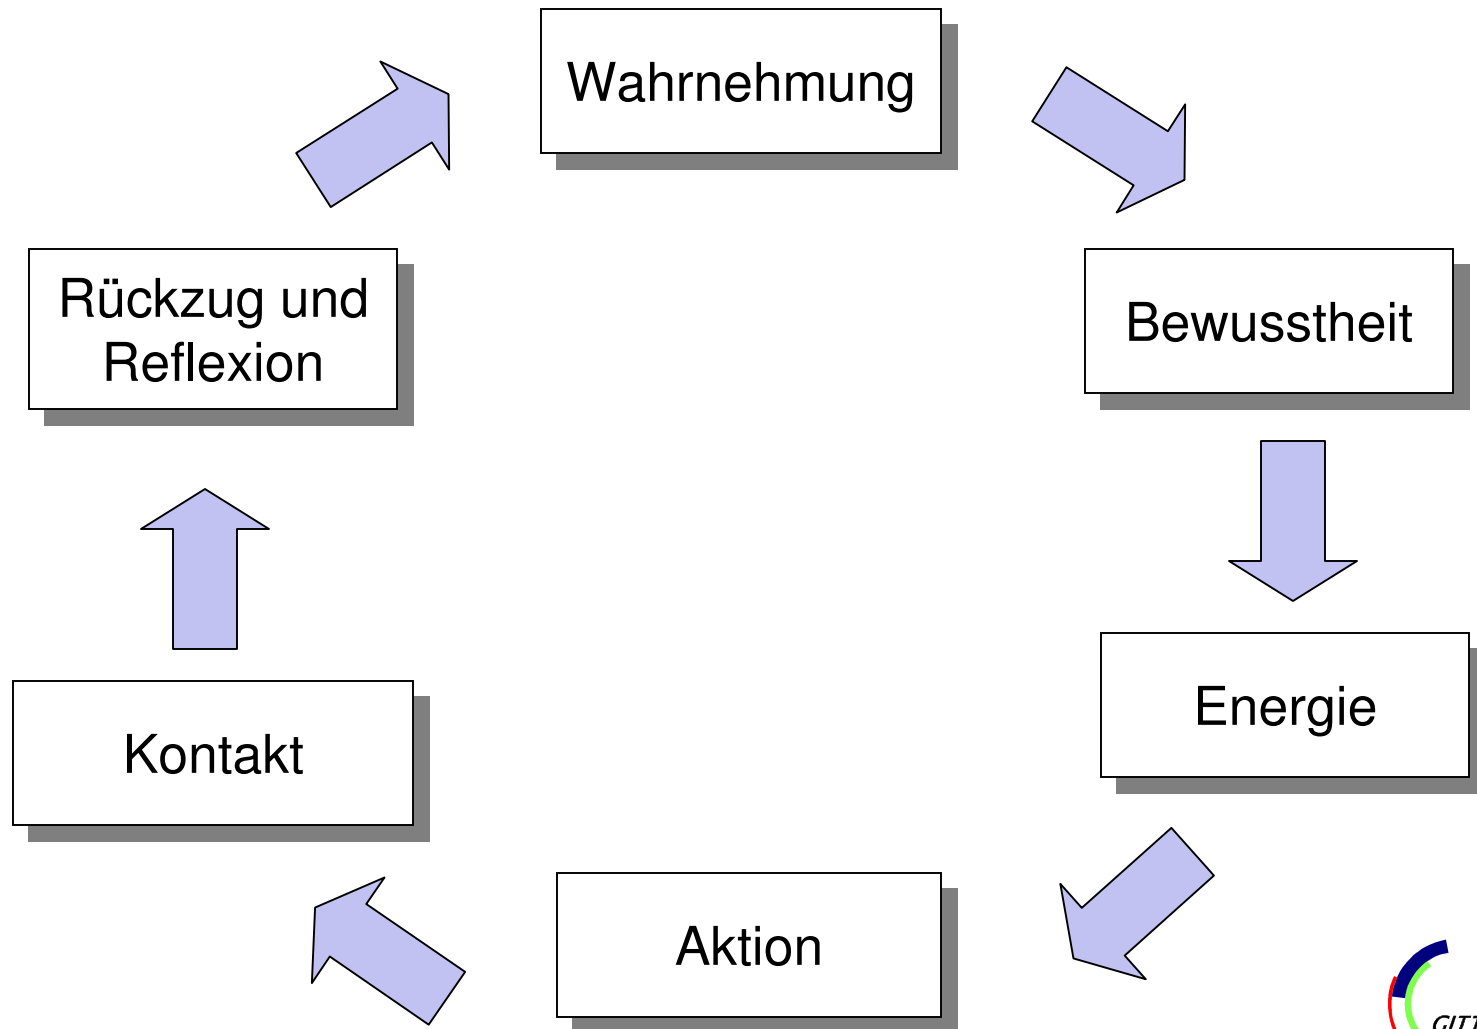 Wahrnehmung
Bewusstheit
Energie
Aktion
Kontakt
Rückzug und
Reflexion